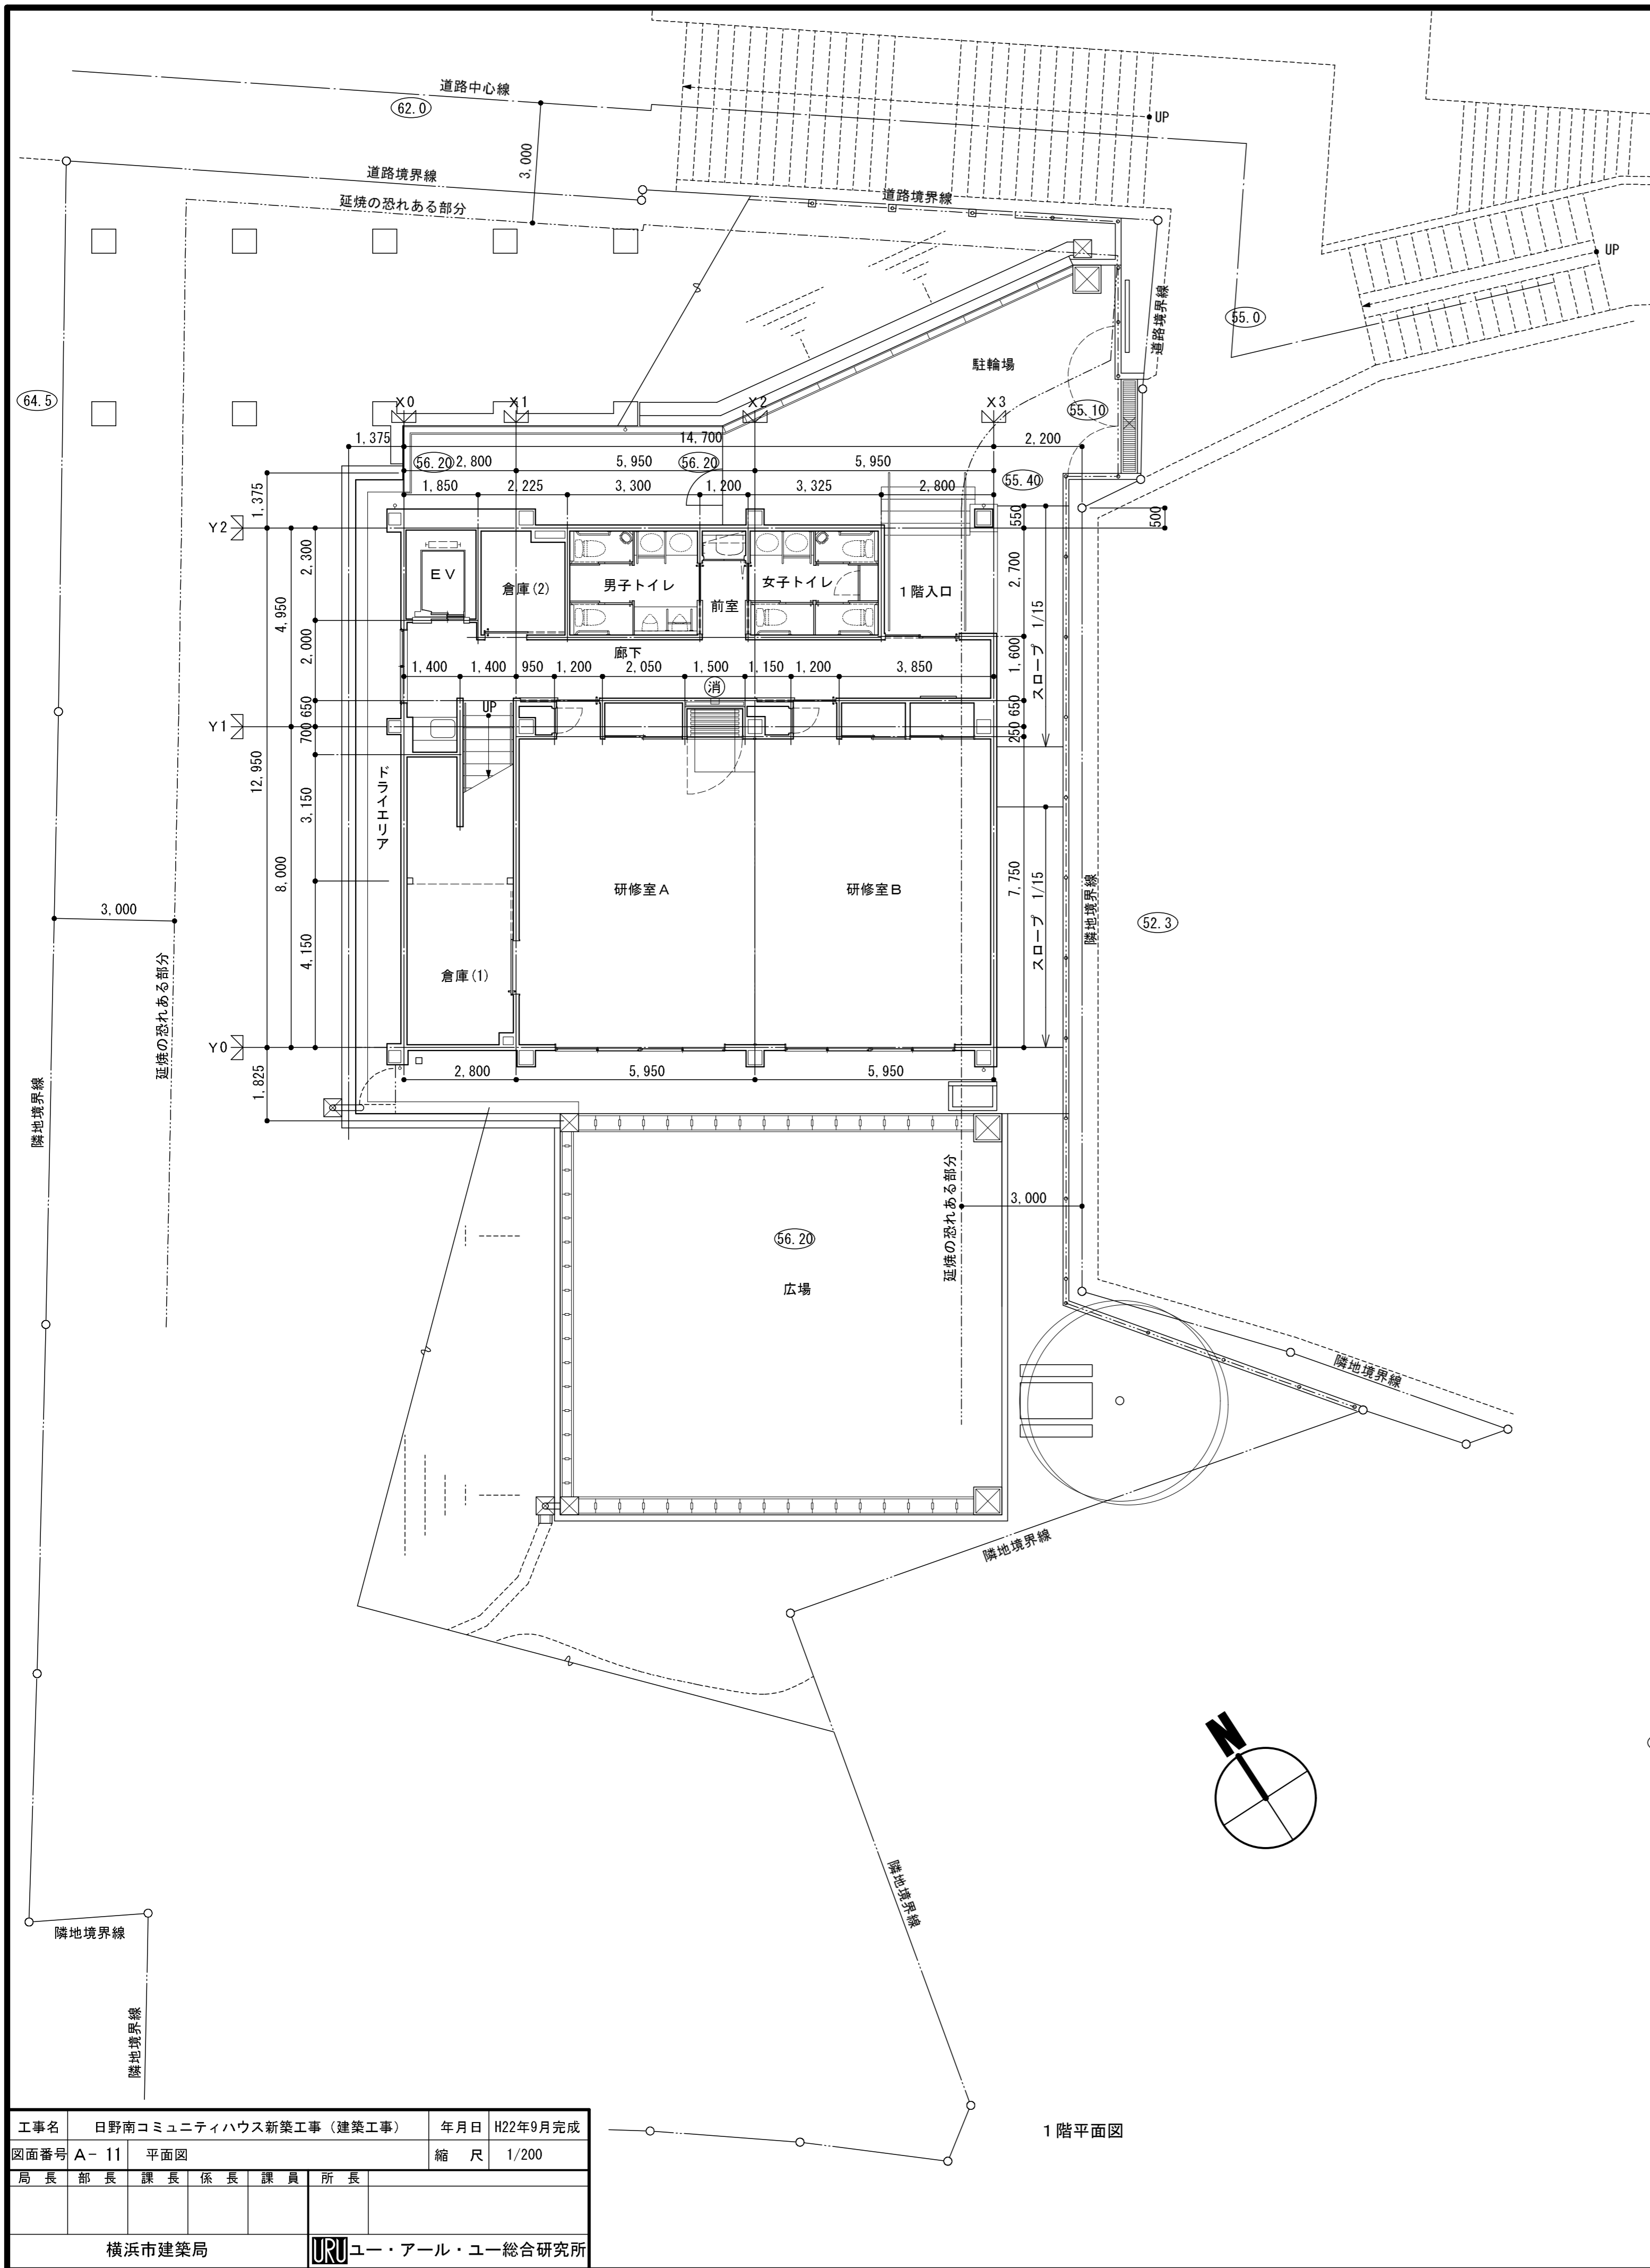 道路中心線
62.0
UP
3,000
道路境界線
道路境界線
延焼の恐れある部分
UP
道路境界線
55.0
駐輪場
64.5
X0
X1
X2
X3
55.10
1,375
14,700
2,200
56.20
2,800
5,950
56.20
5,950
55.40
1,850
2,225
3,300
1,200
3,325
2,800
1,375
550
500
Y2
2,300
2,700
EV
倉庫(2)
男子トイレ
前室
女子トイレ
1階入口
スロープ 1/15
4,950
2,000
1,600
廊下
1,400
1,400
950
1,200
2,050
1,500
1,150
1,200
3,850
消
650
650
UP
Y1
700
250
12,950
ドライエリア
3,150
8,000
研修室A
研修室B
7,750
スロープ 1/15
隣地境界線
52.3
3,000
4,150
延焼の恐れある部分
倉庫(1)
Y0
1,825
2,800
5,950
5,950
隣地境界線
延焼の恐れある部分
3,000
56.20
広場
隣地境界線
隣地境界線
N
隣地境界線
隣地境界線
隣地境界線
1階平面図
工事名 日野南コミュニティハウス新築工事(建築工事) 年月日 H22年9月完成
図面番号 A-11 平面図 縮尺 1/200
局長 部長 課長 係長 課員 所長
横浜市建築局 URU ユー・アール・ユー総合研究所